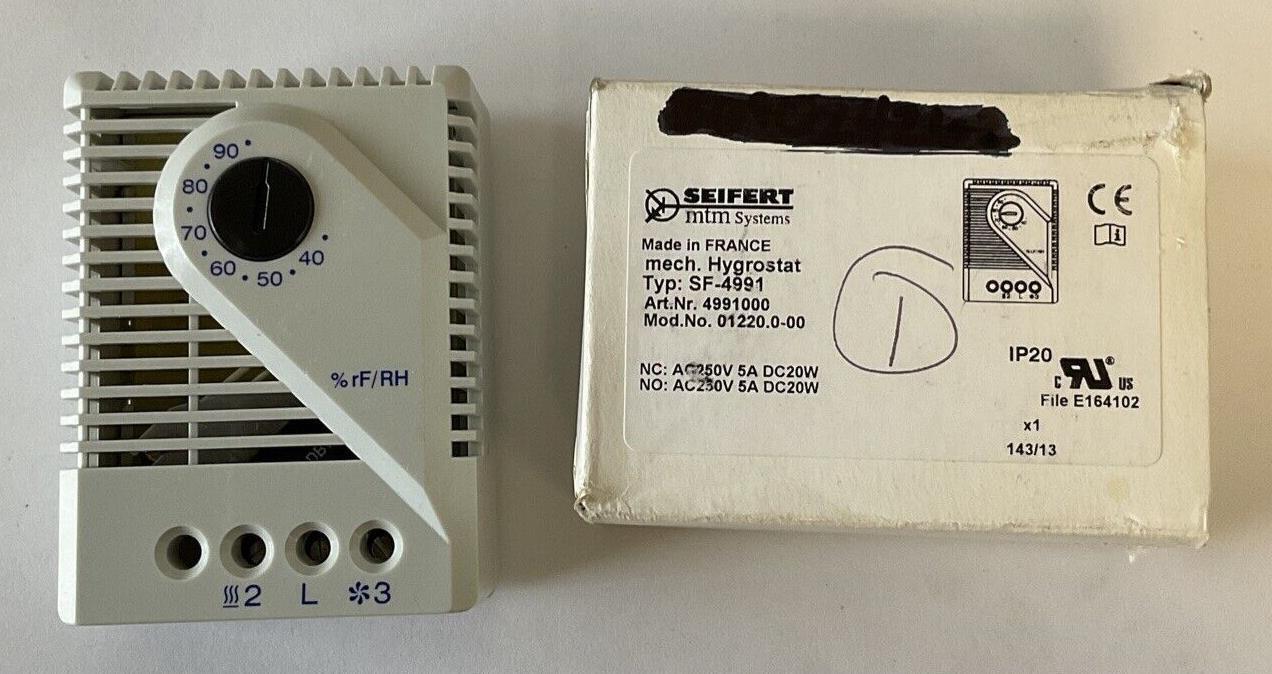 90
80
70
60
50
40
% rF/RH
2 L 3
SEIFERT
mtm Systems
Made in FRANCE
mech. Hygrostat
Typ: SF-4991
Art.Nr. 4991000
Mod.No. 01220.0-00
NC: AC250V 5A DC20W
NO: AC250V 5A DC20W
1
CE
i
IP20
c RU ® US
File E164102
x1
143/13